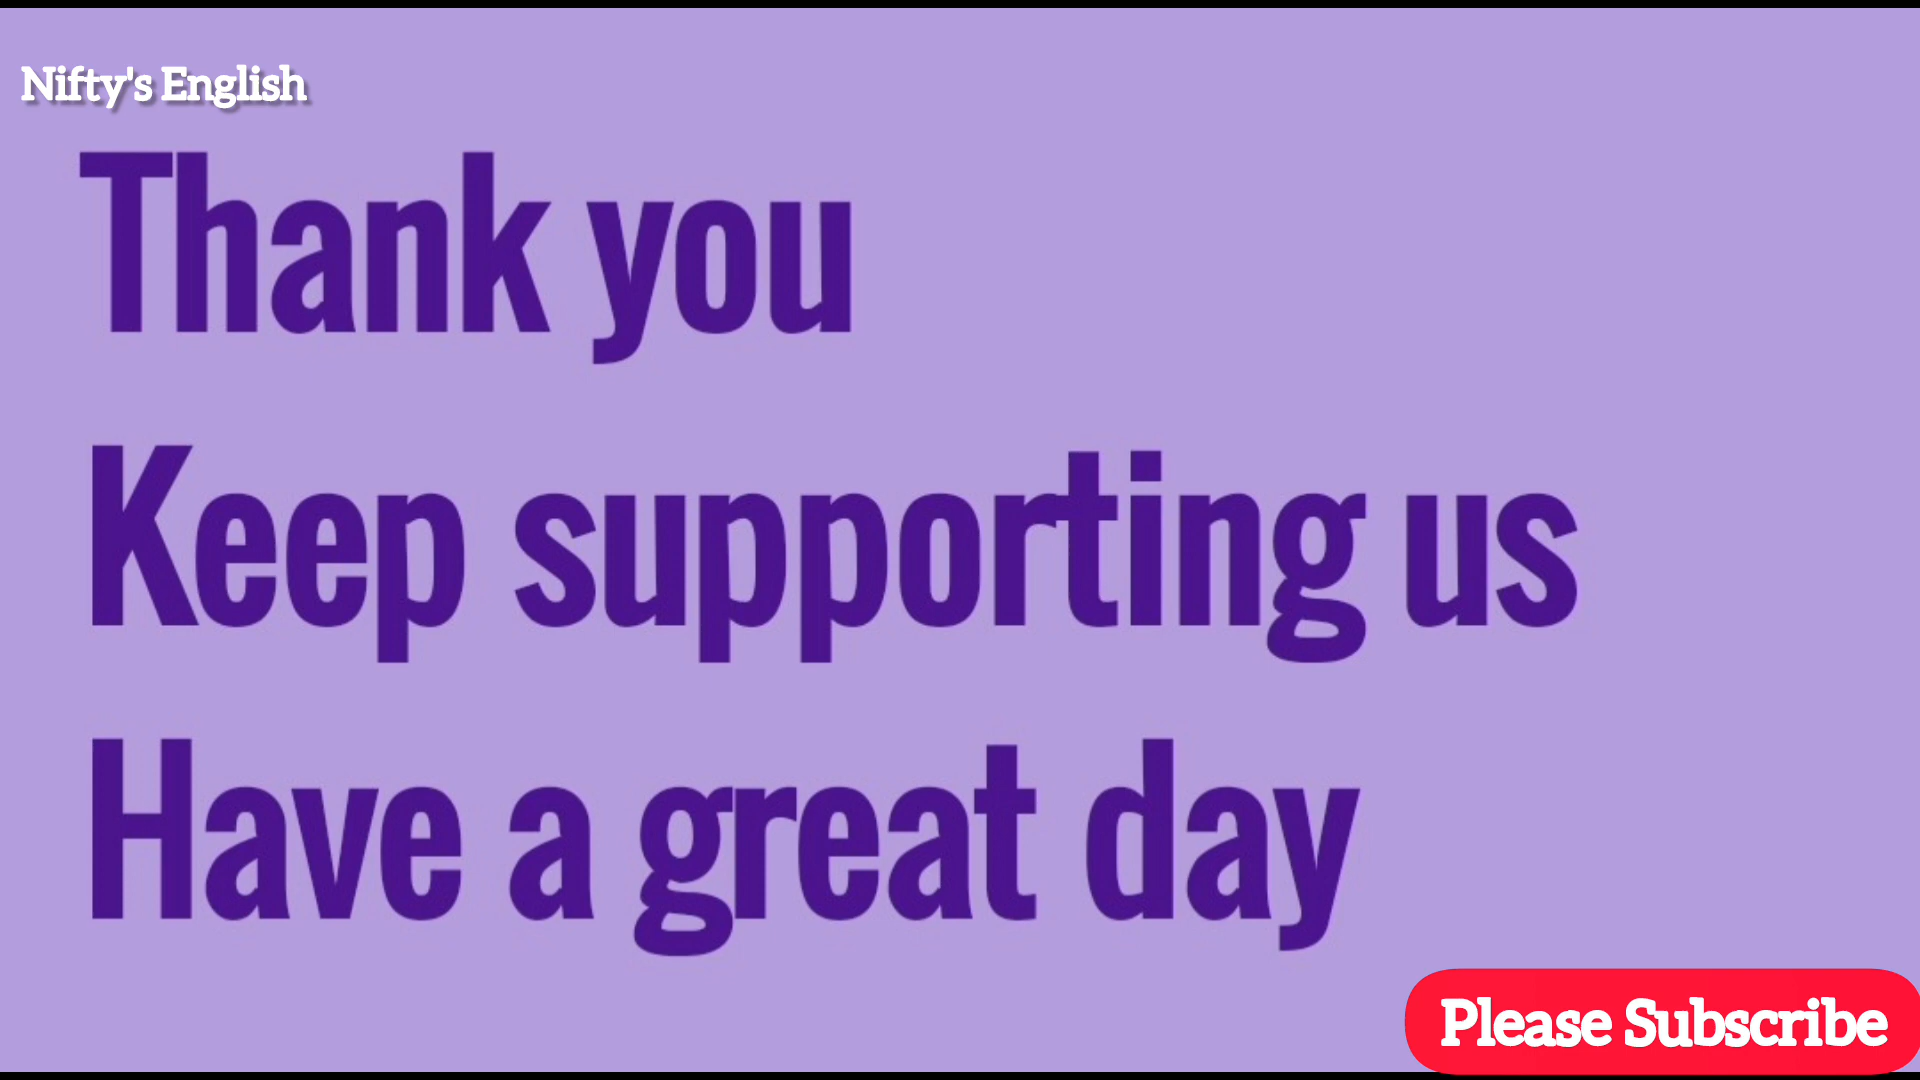 Nifty's English
Thank you
Keep supporting us
Have a great day
Please Subscribe